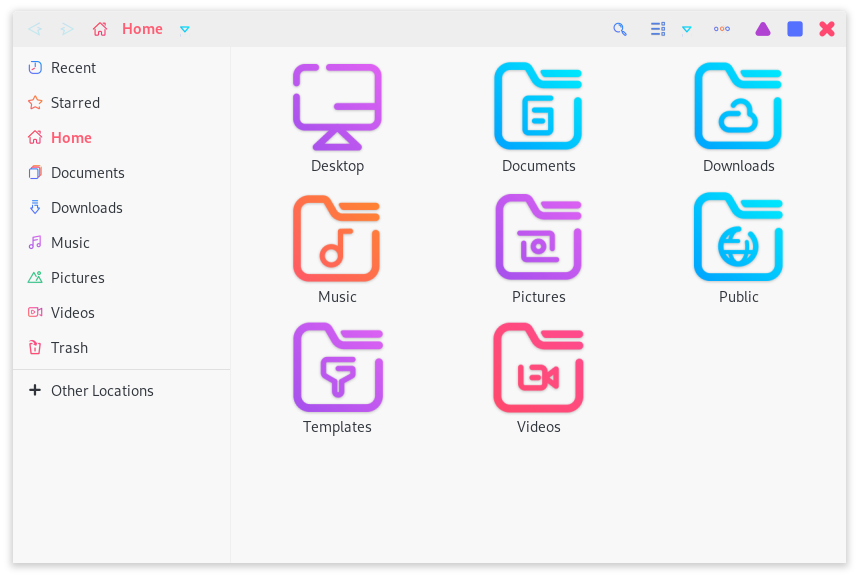 Home
Recent
Starred
Home
Documents
Downloads
Music
Pictures
Videos
Trash
Other Locations
Desktop
Documents
Downloads
Music
Pictures
Public
Templates
Videos